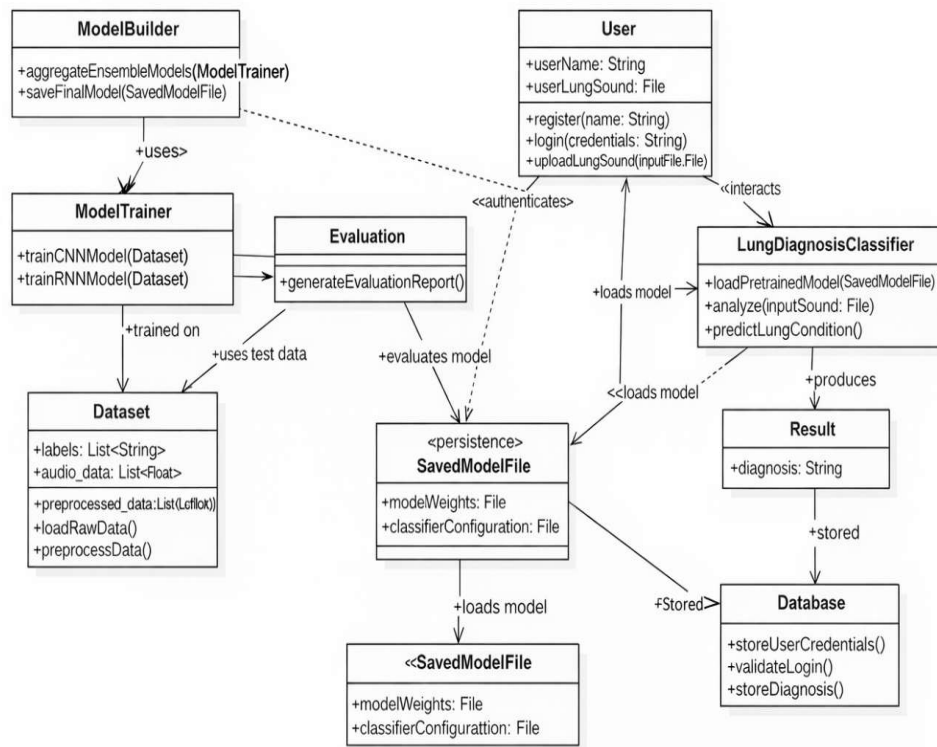 ModelBuilder
+aggregateEnsembleModels(ModelTrainer)
+saveFinalModel(SavedModelFile)
User
+userName: String
+userLungSound: File
+register(name: String)
+login(credentials: String)
+uploadLungSound(inputFile.File)
+uses>
<<authenticates>
<<interacts
ModelTrainer
+trainCNNModel(Dataset)
+trainRNNModel(Dataset)
Evaluation
+generateEvaluationReport()
LungDiagnosisClassifier
+loadPretrainedModel(SavedModelFile)
+analyze(inputSound: File)
+predictLungCondition()
+loads model
+trained on
+uses test data
+evaluates model
<<loads model
+produces
Dataset
+labels: List<String>
+audio_data: List<Float>
+preprocessed_data:List
+loadRawData()
+preprocessData()
<persistence>
SavedModelFile
+modeWeights: File
+classifierConfiguration: File
Result
+diagnosis: String
+stored
+Stored
+loads model
Database
+storeUserCredentials()
+validateLogin()
+storeDiagnosis()
<<SavedModelFile
+modelWeights: File
+classifierConfigurattion: File